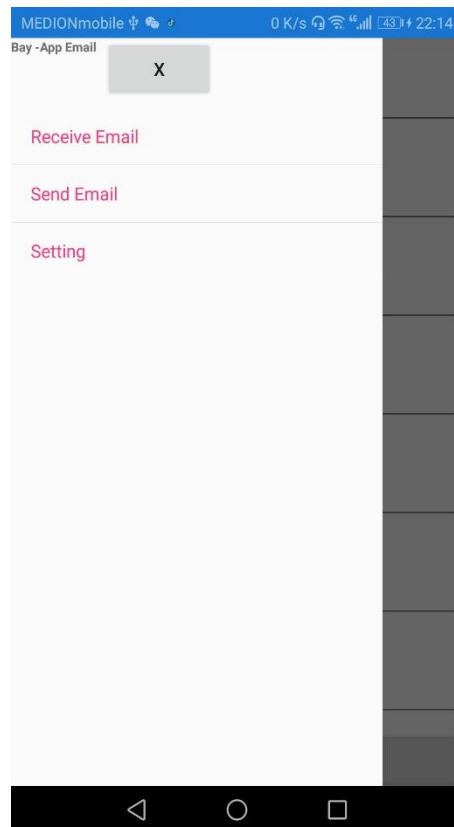 MEDIONmobile 0 K/s 43 22:14
Bay -App Email
X
Receive Email
Send Email
Setting